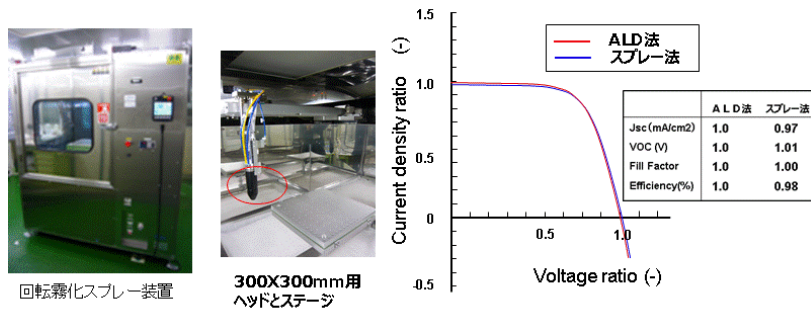 回転霧化スプレー装置
300X300mm用
ヘッドとステージ
Current density ratio (-)
1.0
0.5
0
-0.5
0.5
1.0
Voltage ratio (-)
ALD法
スプレー法
ALD法 スプレー法
Jsc(mA/cm2) 1.0 0.97
VOC (V) 1.0 1.01
Fill Factor 1.0 1.00
Efficiency(%) 1.0 0.98